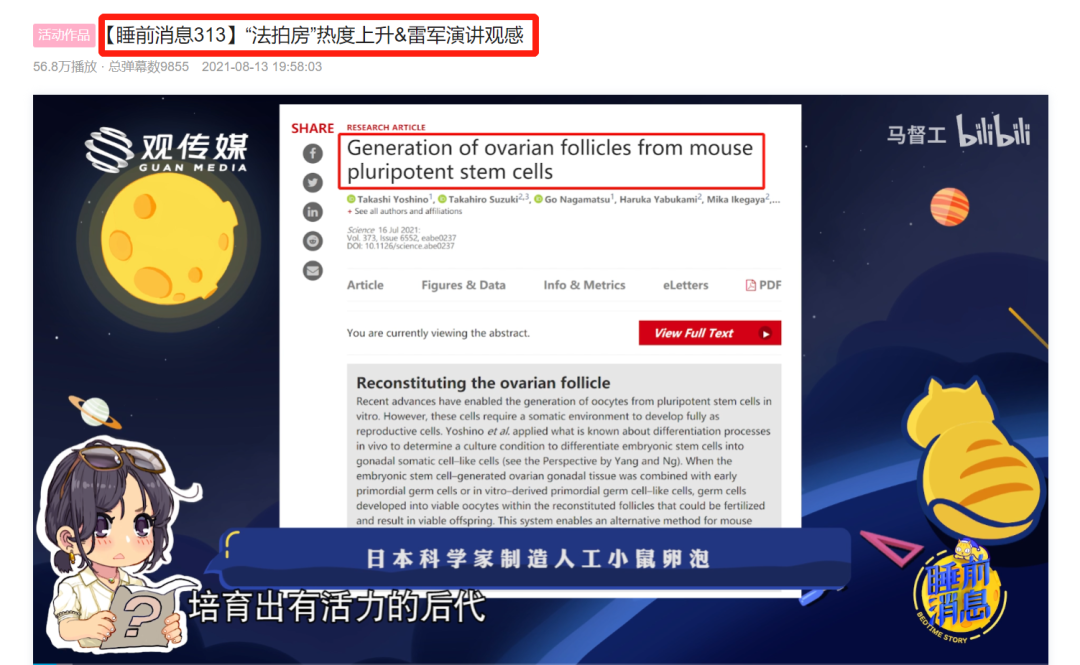 活动作品 【睡前消息313】“法拍房”热度上升&雷军演讲观感
56.8万播放 · 总弹幕数9855 2021-08-13 19:58:03
观传媒
GUAN MEDIA
马督工 bilibili
SHARE
RESEARCH ARTICLE
Generation of ovarian follicles from mouse
pluripotent stem cells
Takashi Yoshino1, Takahiro Suzuki2,3, Go Nagamatsu1, Haruka Yabukami2, Mika Ikegaya2,...
+ See all authors and affiliations
Science 16 Jul 2021:
Vol. 373, Issue 6552, eabe0237
DOI: 10.1126/science.abe0237
Article Figures & Data Info & Metrics eLetters PDF
You are currently viewing the abstract.
View Full Text
Reconstituting the ovarian follicle
Recent advances have enabled the generation of oocytes from pluripotent stem cells in
vitro. However, these cells require a somatic environment to develop fully as
reproductive cells. Yoshino et al. applied what is known about differentiation processes
in vivo to determine a culture condition to differentiate embryonic stem cells into
gonadal somatic cell–like cells (see the Perspective by Yang and Ng). When the
embryonic stem cell–generated ovarian gonadal tissue was combined with early
primordial germ cells or in vitro–derived primordial germ cell–like cells, germ cells
developed into viable oocytes within the reconstituted follicles that could be fertilized
and result in viable offspring. This system enables an alternative method for mouse
日本科学家制造人工小鼠卵泡
培育出有活力的后代
?
睡前
消息
BEDTIME STORY